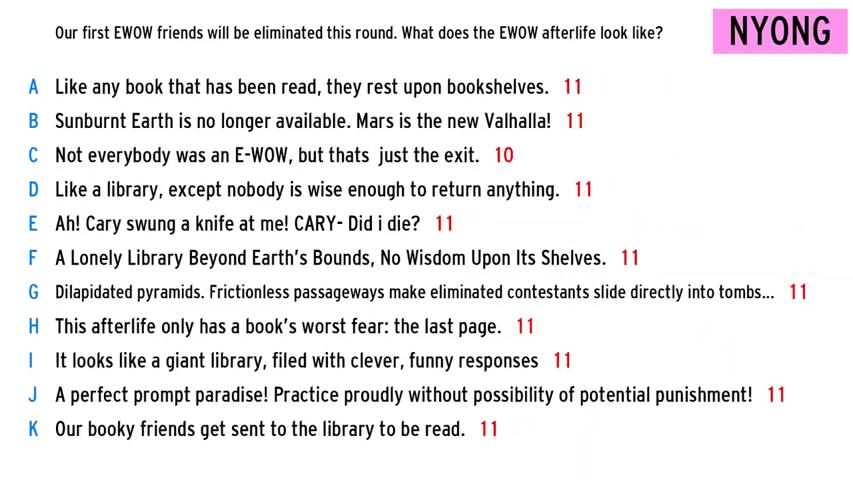 Our first EWOW friends will be eliminated this round. What does the EWOW afterlife look like?
NYONG
A Like any book that has been read, they rest upon bookshelves. 11
B Sunburnt Earth is no longer available. Mars is the new Valhalla! 11
C Not everybody was an E-WOW, but thats just the exit. 10
D Like a library, except nobody is wise enough to return anything. 11
E Ah! Cary swung a knife at me! CARY- Did i die? 11
F A Lonely Library Beyond Earth's Bounds, No Wisdom Upon Its Shelves. 11
G Dilapidated pyramids. Frictionless passageways make eliminated contestants slide directly into tombs... 11
H This afterlife only has a book's worst fear: the last page. 11
I It looks like a giant library, filed with clever, funny responses 11
J A perfect prompt paradise! Practice proudly without possibility of potential punishment! 11
K Our booky friends get sent to the library to be read. 11